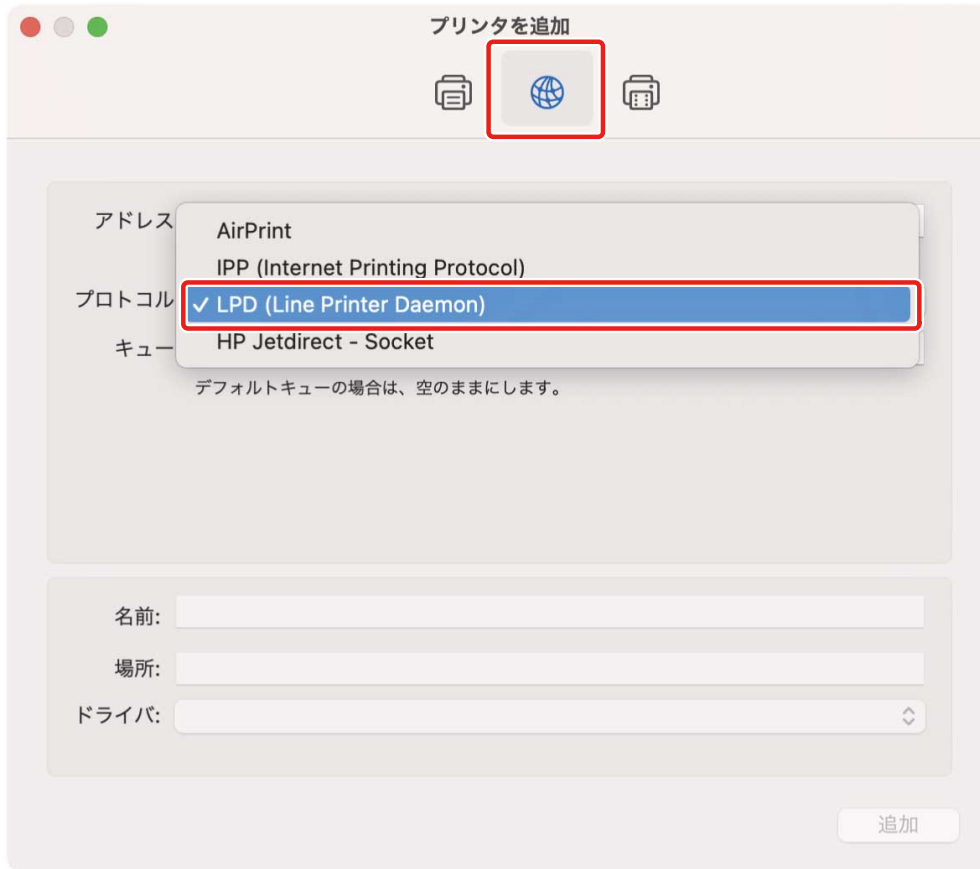 プリンタを追加
アドレス
AirPrint
IPP (Internet Printing Protocol)
プロトコル
✓ LPD (Line Printer Daemon)
キュー
HP Jetdirect - Socket
デフォルトキューの場合は、空のままにします。
名前:
場所:
ドライバ:
追加